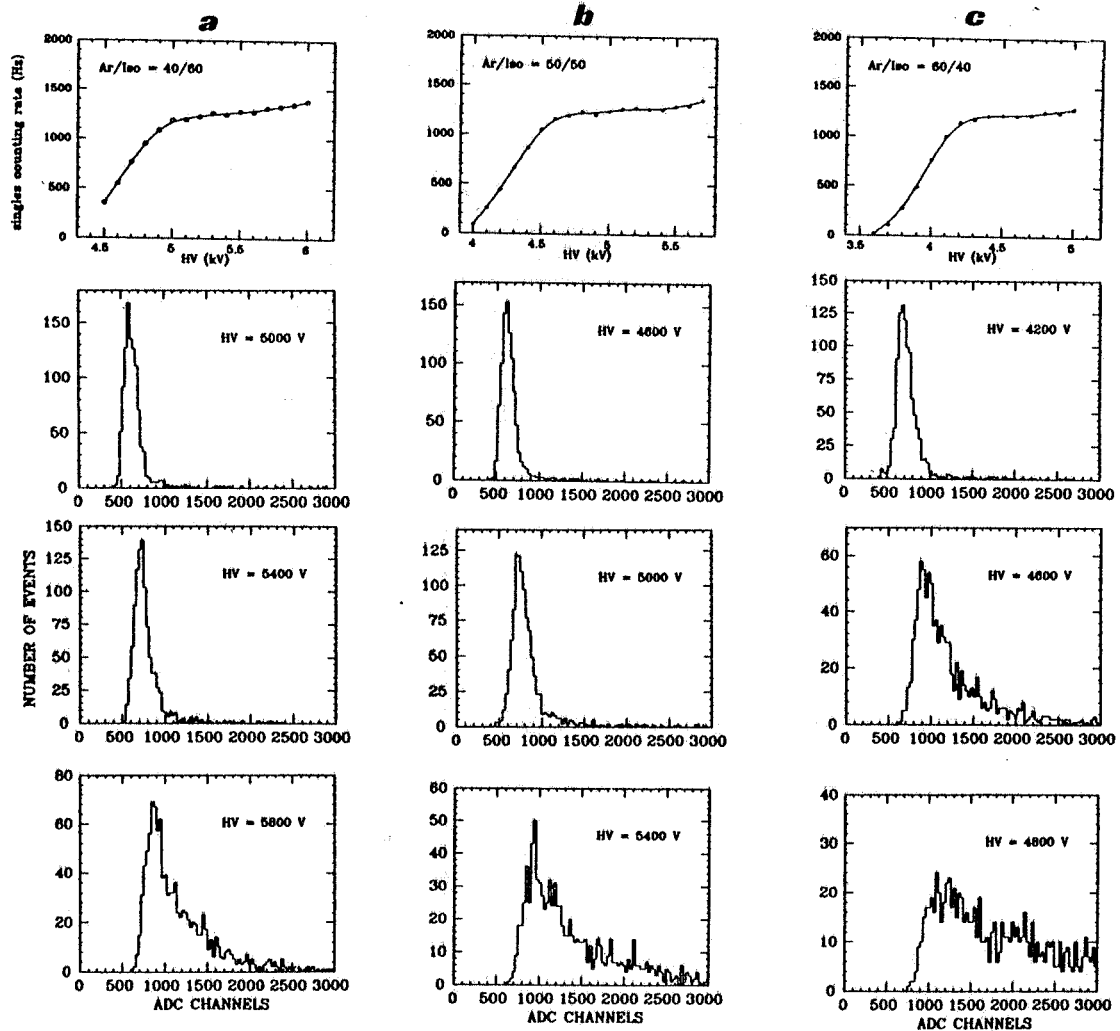 a b c
2000 2000 2000
Ar/Iso = 40/60 Ar/Iso = 50/50 Ar/Iso = 60/40
1500 1500 1500
1000 1000 1000
500 500 500
0 0 0
singles counting rate (Hz)
4.5 5 5.5 6
HV (kV)
4 4.5 5 5.5
HV (kV)
3.5 4 4.5 5
HV (kV)
150 100 50 0
HV = 5000 V
0 500 1000 1500 2000 2500 3000
150 100 50 0
HV = 4600 V
0 500 1000 1500 2000 2500 3000
150 125 100 75 50 25 0
HV = 4200 V
0 500 1000 1500 2000 2500 3000
NUMBER OF EVENTS
150 125 100 75 50 25 0
HV = 5400 V
0 500 1000 1500 2000 2500 3000
125 100 75 50 25 0
HV = 5000 V
0 500 1000 1500 2000 2500 3000
60 40 20 0
HV = 4600 V
0 500 1000 1500 2000 2500 3000
80 60 40 20 0
HV = 5800 V
0 500 1000 1500 2000 2500 3000
ADC CHANNELS
60 50 40 30 20 10 0
HV = 5400 V
0 500 1000 1500 2000 2500 3000
ADC CHANNELS
40 30 20 10 0
HV = 4800 V
0 500 1000 1500 2000 2500 3000
ADC CHANNELS